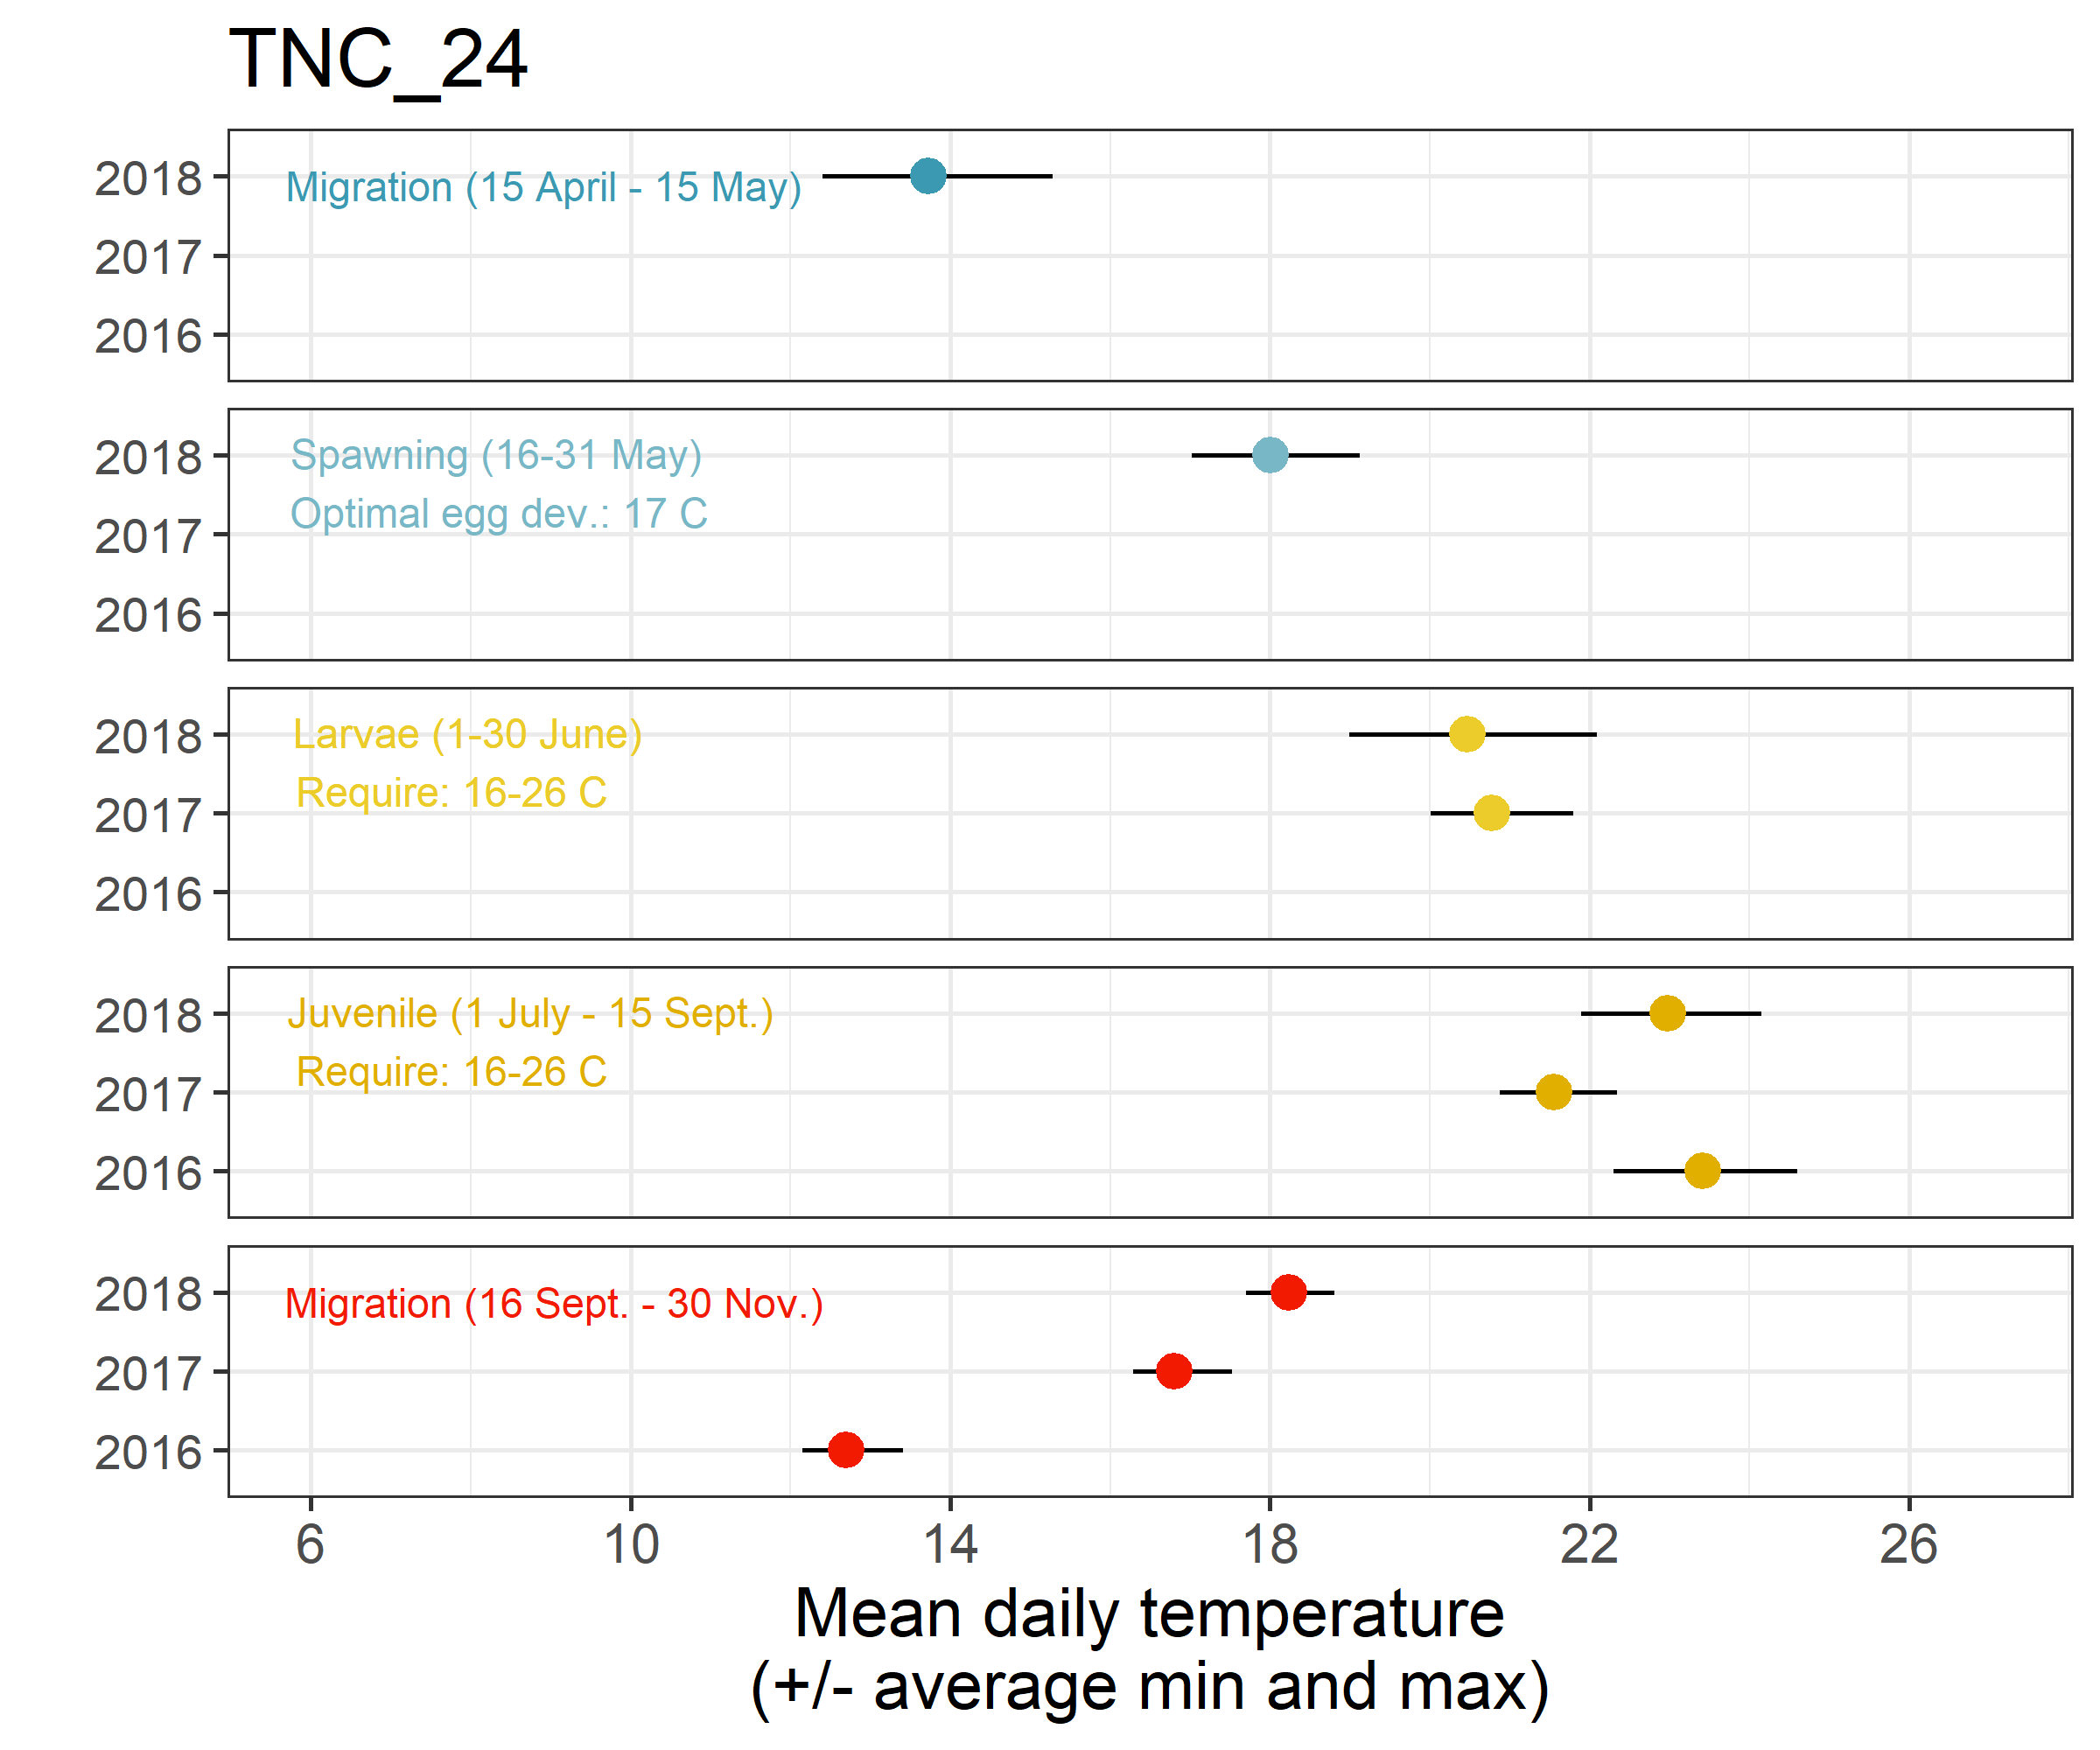 TNC_24
2018
Migration (15 April - 15 May)
2017
2016
2018
Spawning (16-31 May)
Optimal egg dev.: 17 C
2017
2016
2018
Larvae (1-30 June)
Require: 16-26 C
2017
2016
2018
Juvenile (1 July - 15 Sept.)
Require: 16-26 C
2017
2016
2018
Migration (16 Sept. - 30 Nov.)
2017
2016
6 10 14 18 22 26
Mean daily temperature
(+/- average min and max)